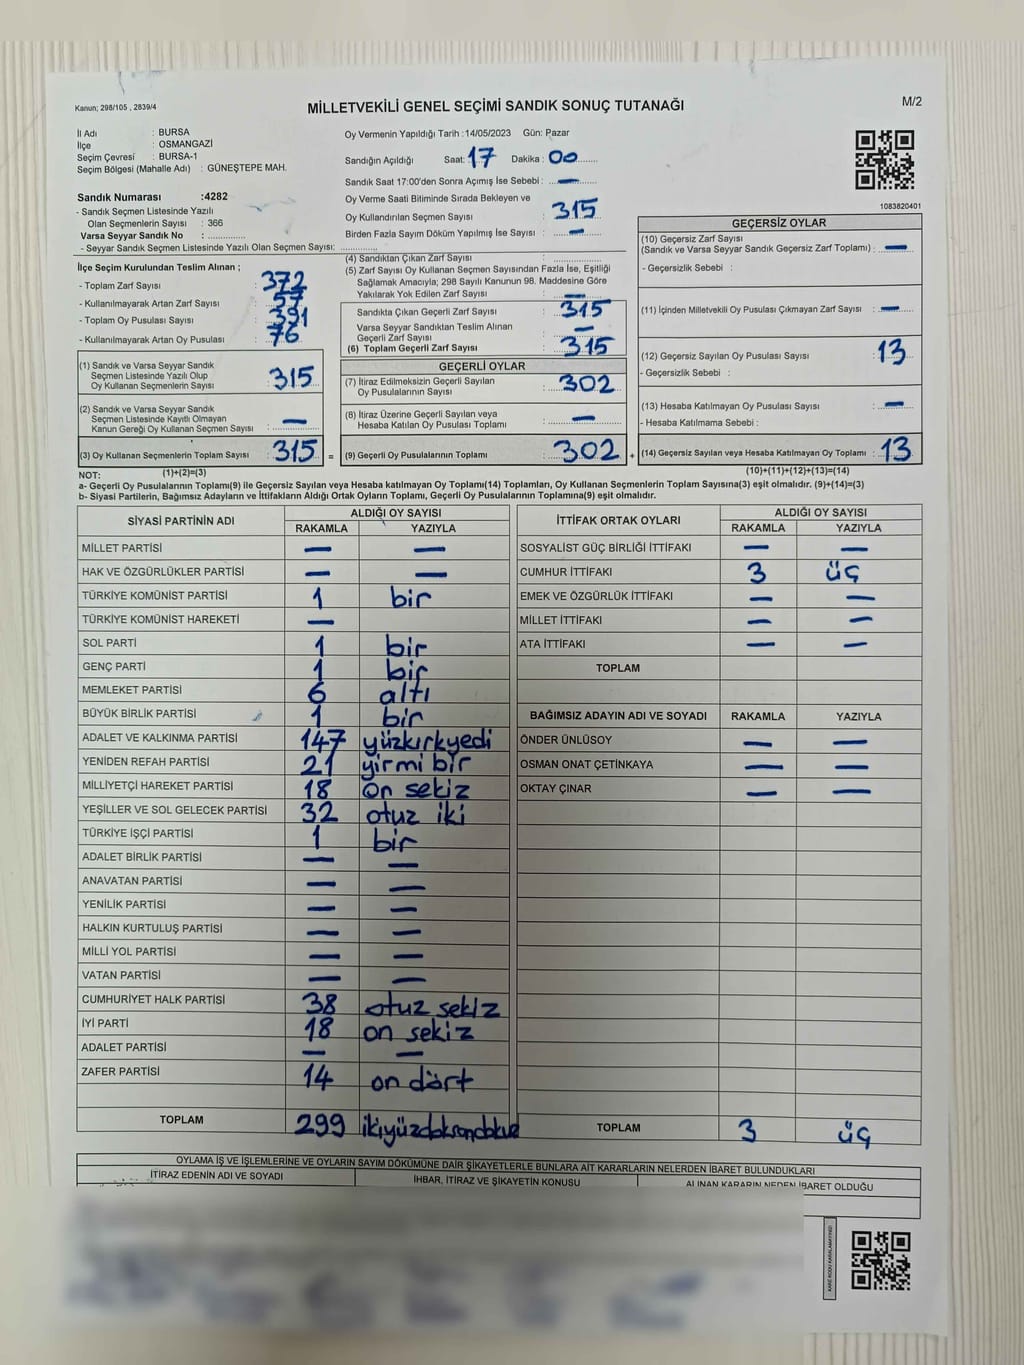 Kanun; 298/105 , 2839/4
MİLLETVEKİLİ GENEL SEÇİMİ SANDIK SONUÇ TUTANAĞI
M/2
İl Adı : BURSA
İlçe : OSMANGAZİ
Seçim Çevresi : BURSA-1
Seçim Bölgesi (Mahalle Adı) : GÜNEŞTEPE MAH.
Sandık Numarası :4282
- Sandık Seçmen Listesinde Yazılı
Olan Seçmenlerin Sayısı : 366
Varsa Seyyar Sandık No : ..............
- Seyyar Sandık Seçmen Listesinde Yazılı Olan Seçmen Sayısı: ..............
Oy Vermenin Yapıldığı Tarih :14/05/2023 Gün: Pazar
Sandığın Açıldığı Saat: 17 Dakika : 00
Sandık Saat 17:00'den Sonra Açımış İse Sebebi : —
Oy Verme Saati Bitiminde Sırada Bekleyen ve
Oy Kullandırılan Seçmen Sayısı : 315
Birden Fazla Sayım Döküm Yapılmış İse Sayısı : —
1083820401
İlçe Seçim Kurulundan Teslim Alınan ;
- Toplam Zarf Sayısı : 372
- Kullanılmayarak Artan Zarf Sayısı : 57
- Toplam Oy Pusulası Sayısı : 391
- Kullanılmayarak Artan Oy Pusulası : 76
(1) Sandık ve Varsa Seyyar Sandık
Seçmen Listesinde Yazılı Olup
Oy Kullanan Seçmenlerin Sayısı : 315
(2) Sandık ve Varsa Seyyar Sandık
Seçmen Listesinde Kayıtlı Olmayan
Kanun Gereği Oy Kullanan Seçmen Sayısı : —
(3) Oy Kullanan Seçmenlerin Toplam Sayısı : 315 =
(4) Sandıktan Çıkan Zarf Sayısı : ..............
(5) Zarf Sayısı Oy Kullanan Seçmen Sayısından Fazla İse, Eşitliği
Sağlamak Amacıyla; 298 Sayılı Kanunun 98. Maddesine Göre
Yakılarak Yok Edilen Zarf Sayısı : —
Sandıkta Çıkan Geçerli Zarf Sayısı : 315
Varsa Seyyar Sandıktan Teslim Alınan
Geçerli Zarf Sayısı : —
(6) Toplam Geçerli Zarf Sayısı : 315
GEÇERLİ OYLAR
(7) İtiraz Edilmeksizin Geçerli Sayılan
Oy Pusulalarının Sayısı : 302
(8) İtiraz Üzerine Geçerli Sayılan veya
Hesaba Katılan Oy Pusulası Toplamı : —
(9) Geçerli Oy Pusulalarının Toplamı : 302 +
GEÇERSİZ OYLAR
(10) Geçersiz Zarf Sayısı
(Sandık ve Varsa Seyyar Sandık Geçersiz Zarf Toplamı) : —
- Geçersizlik Sebebi :
(11) İçinden Milletvekili Oy Pusulası Çıkmayan Zarf Sayısı : —
(12) Geçersiz Sayılan Oy Pusulası Sayısı : 13
- Geçersizlik Sebebi :
(13) Hesaba Katılmayan Oy Pusulası Sayısı : —
- Hesaba Katılmama Sebebi :
(14) Geçersiz Sayılan veya Hesaba Katılmayan Oy Toplamı : 13
NOT: (1)+(2)=(3)
(10)+(11)+(12)+(13)=(14)
a- Geçerli Oy Pusulalarının Toplamı(9) ile Geçersiz Sayılan veya Hesaba katılmayan Oy Toplamı(14) Toplamları, Oy Kullanan Seçmenlerin Toplam Sayısına(3) eşit olmalıdır. (9)+(14)=(3)
b- Siyasi Partilerin, Bağımsız Adayların ve İttifakların Aldığı Ortak Oyların Toplamı, Geçerli Oy Pusulalarının Toplamına(9) eşit olmalıdır.
SİYASİ PARTİNİN ADI ALDIĞI OY SAYISI
RAKAMLA YAZIYLA
MİLLET PARTİSİ — —
HAK VE ÖZGÜRLÜKLER PARTİSİ — —
TÜRKİYE KOMÜNİST PARTİSİ 1 bir
TÜRKİYE KOMÜNİST HAREKETİ —
SOL PARTİ 1 bir
GENÇ PARTİ 1 bir
MEMLEKET PARTİSİ 6 altı
BÜYÜK BİRLİK PARTİSİ 1 bir
ADALET VE KALKINMA PARTİSİ 147 yüzkırkyedi
YENİDEN REFAH PARTİSİ 21 yirmi bir
MİLLİYETÇİ HAREKET PARTİSİ 18 on sekiz
YEŞİLLER VE SOL GELECEK PARTİSİ 32 otuz iki
TÜRKİYE İŞÇİ PARTİSİ 1 bir
ADALET BİRLİK PARTİSİ — —
ANAVATAN PARTİSİ — —
YENİLİK PARTİSİ — —
HALKIN KURTULUŞ PARTİSİ — —
MİLLİ YOL PARTİSİ — —
VATAN PARTİSİ — —
CUMHURİYET HALK PARTİSİ 38 otuz sekiz
İYİ PARTİ 18 on sekiz
ADALET PARTİSİ — —
ZAFER PARTİSİ 14 on dört
TOPLAM 299 ikiyüzdoksandokuz
İTTİFAK ORTAK OYLARI ALDIĞI OY SAYISI
RAKAMLA YAZIYLA
SOSYALİST GÜÇ BİRLİĞİ İTTİFAKI — —
CUMHUR İTTİFAKI 3 üç
EMEK VE ÖZGÜRLÜK İTTİFAKI — —
MİLLET İTTİFAKI — —
ATA İTTİFAKI — —
TOPLAM
BAĞIMSIZ ADAYIN ADI VE SOYADI RAKAMLA YAZIYLA
ÖNDER ÜNLÜSOY — —
OSMAN ONAT ÇETİNKAYA — —
OKTAY ÇINAR — —
TOPLAM 3 üç
OYLAMA İŞ VE İŞLEMLERİNE VE OYLARIN SAYIM DÖKÜMÜNE DAİR ŞİKAYETLERLE BUNLARA AİT KARARLARIN NELERDEN İBARET BULUNDUKLARI
İTİRAZ EDENİN ADI VE SOYADI İHBAR, İTİRAZ VE ŞİKAYETİN KONUSU ALINAN KARARIN NEDEN İBARET OLDUĞU